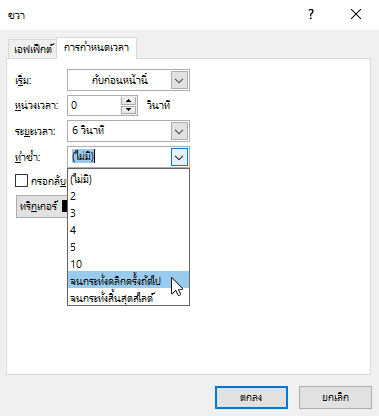 ขวา
?
เอฟเฟ็กต์ การกำหนดเวลา
เริ่ม: กับก่อนหน้านี้
หน่วงเวลา: 0 วินาที
ระยะเวลา: 6 วินาที
ทำซ้ำ: (ไม่มี)
(ไม่มี)
กรอกลับ
2
ทริกเกอร์
3
4
5
10
จนกระทั่งคลิกครั้งถัดไป
จนกระทั่งสิ้นสุดสไลด์
ตกลง ยกเลิก